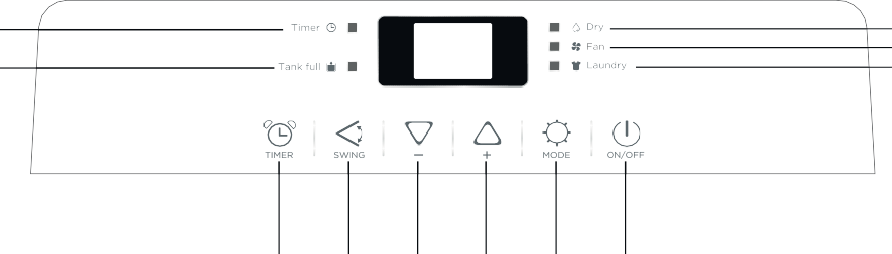 Timer
Dry
Fan
Tank full
Laundry
TIMER
SWING
−
+
MODE
ON/OFF